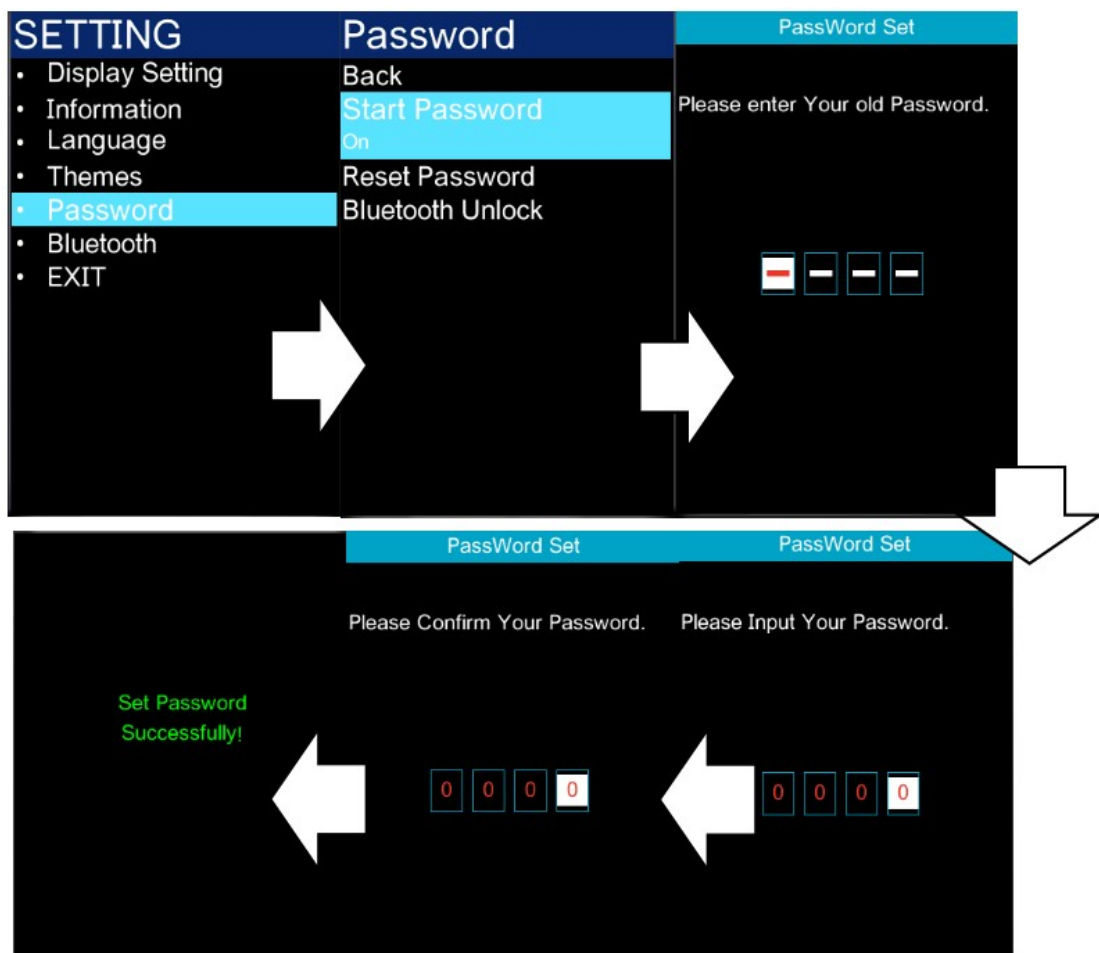 SETTING
• Display Setting
• Information
• Language
• Themes
• Password
• Bluetooth
• EXIT
Password
Back
Start Password
On
Reset Password
Bluetooth Unlock
PassWord Set
Please enter Your old Password.
– – – –
PassWord Set
Please Input Your Password.
0 0 0 0
PassWord Set
Please Confirm Your Password.
0 0 0 0
Set Password
Successfully!